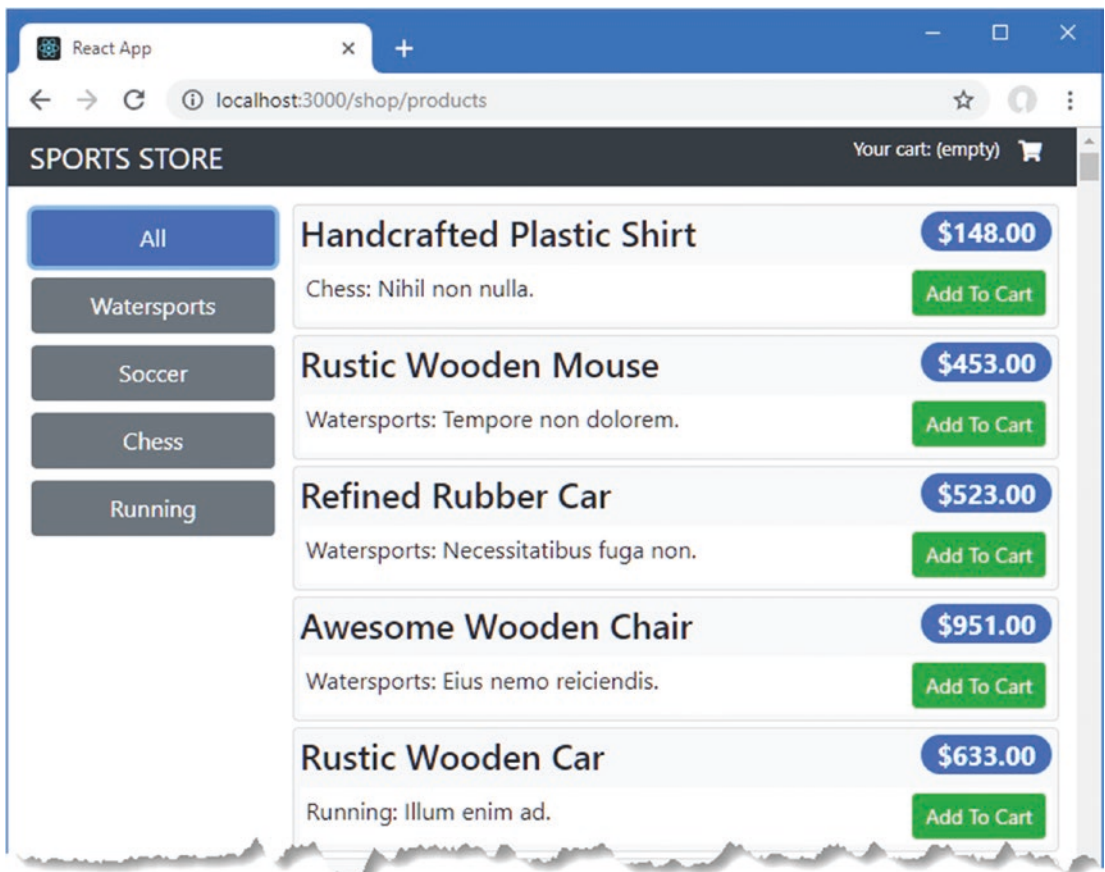 React App
localhost:3000/shop/products
SPORTS STORE
Your cart: (empty)
All
Watersports
Soccer
Chess
Running
Handcrafted Plastic Shirt
$148.00
Chess: Nihil non nulla.
Add To Cart
Rustic Wooden Mouse
$453.00
Watersports: Tempore non dolorem.
Add To Cart
Refined Rubber Car
$523.00
Watersports: Necessitatibus fuga non.
Add To Cart
Awesome Wooden Chair
$951.00
Watersports: Eius nemo reiciendis.
Add To Cart
Rustic Wooden Car
$633.00
Running: Illum enim ad.
Add To Cart